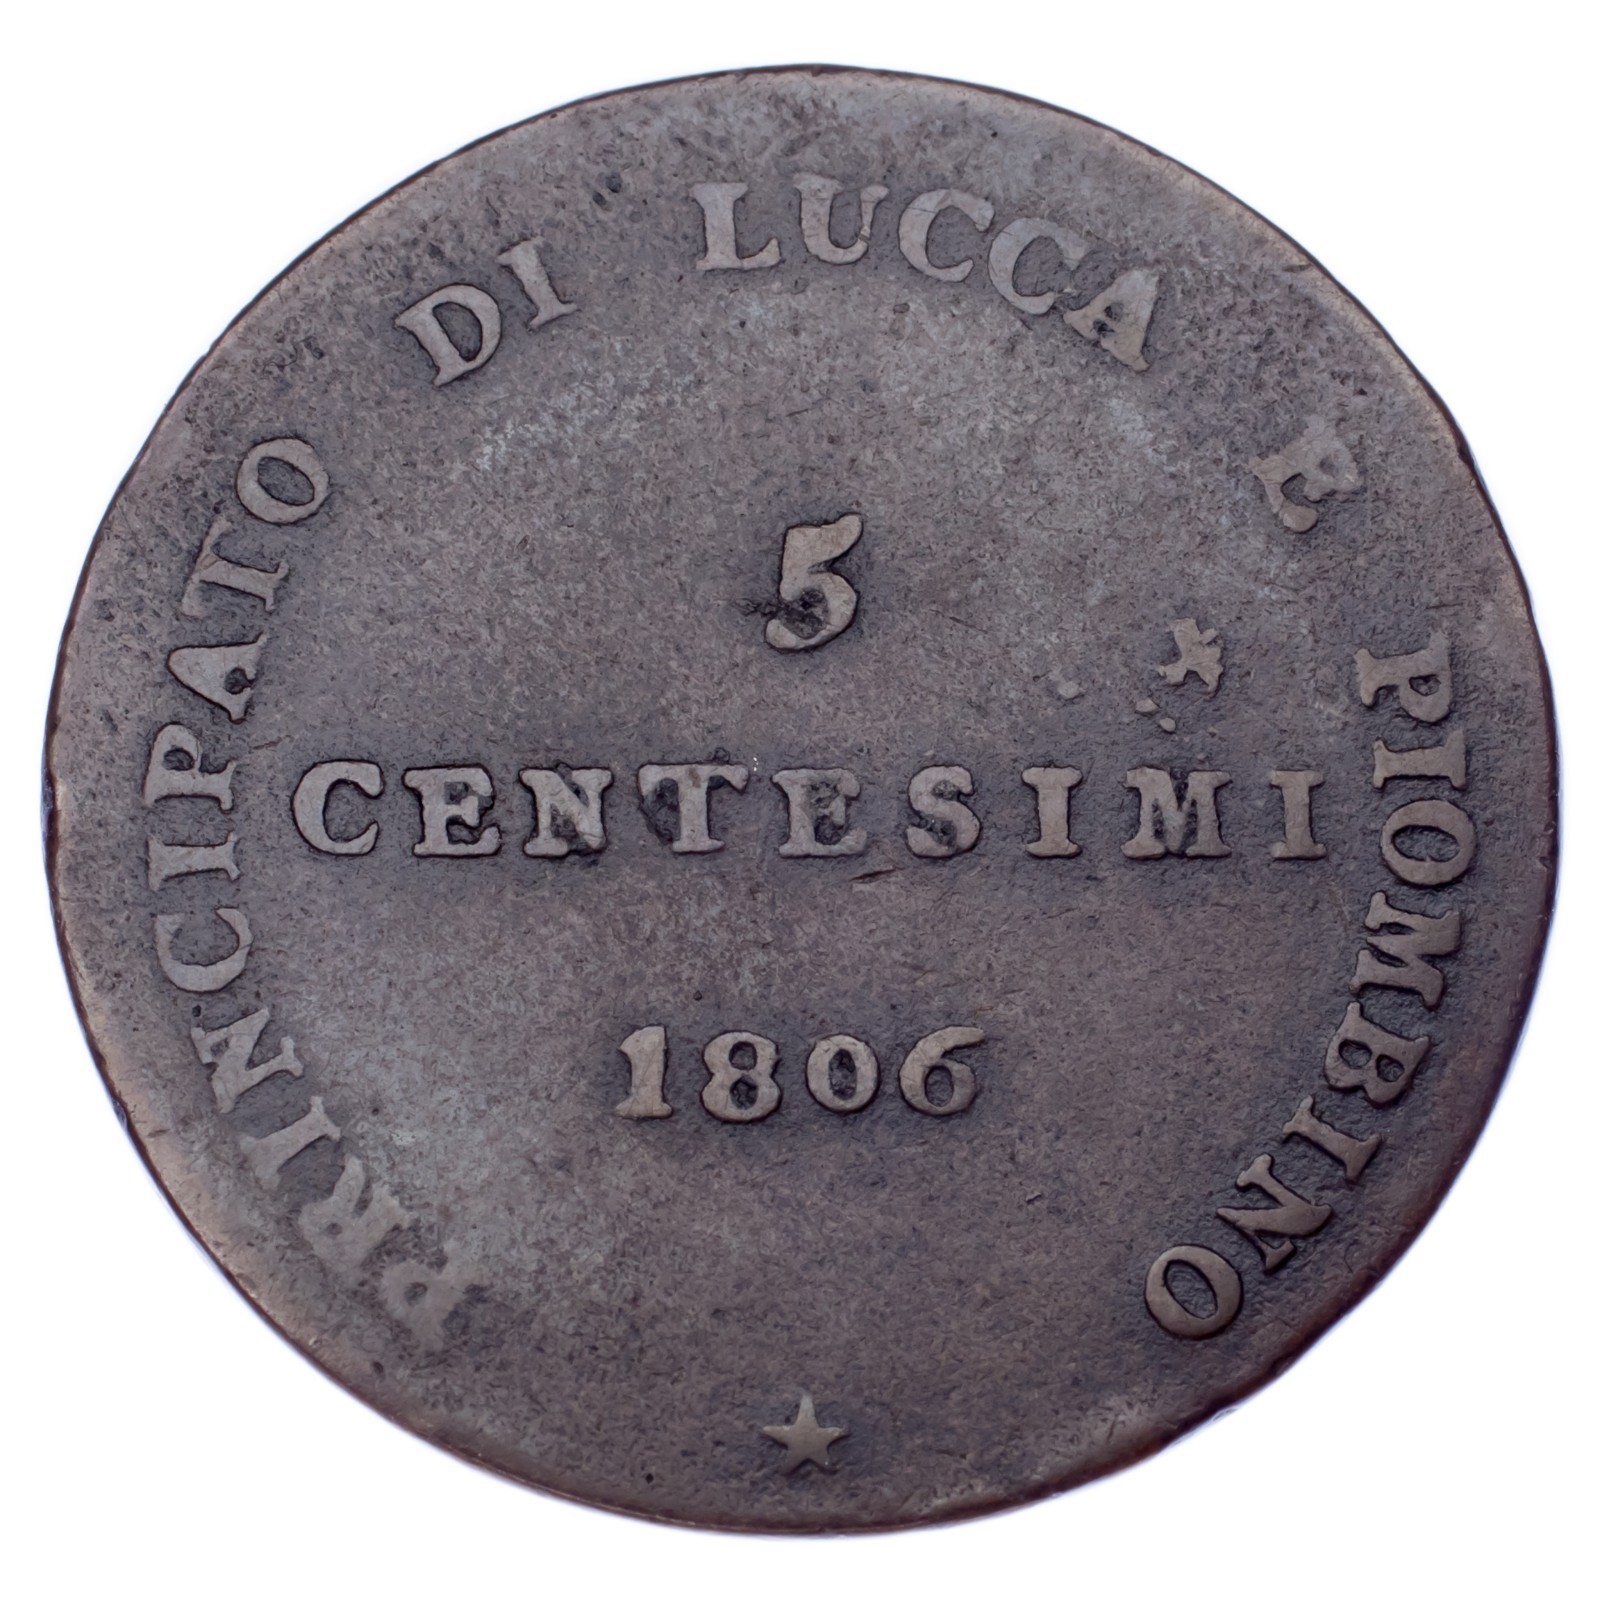 PRINCIPATO DI LUCCA E PIOMBINO
5
CENTESIMI
1806